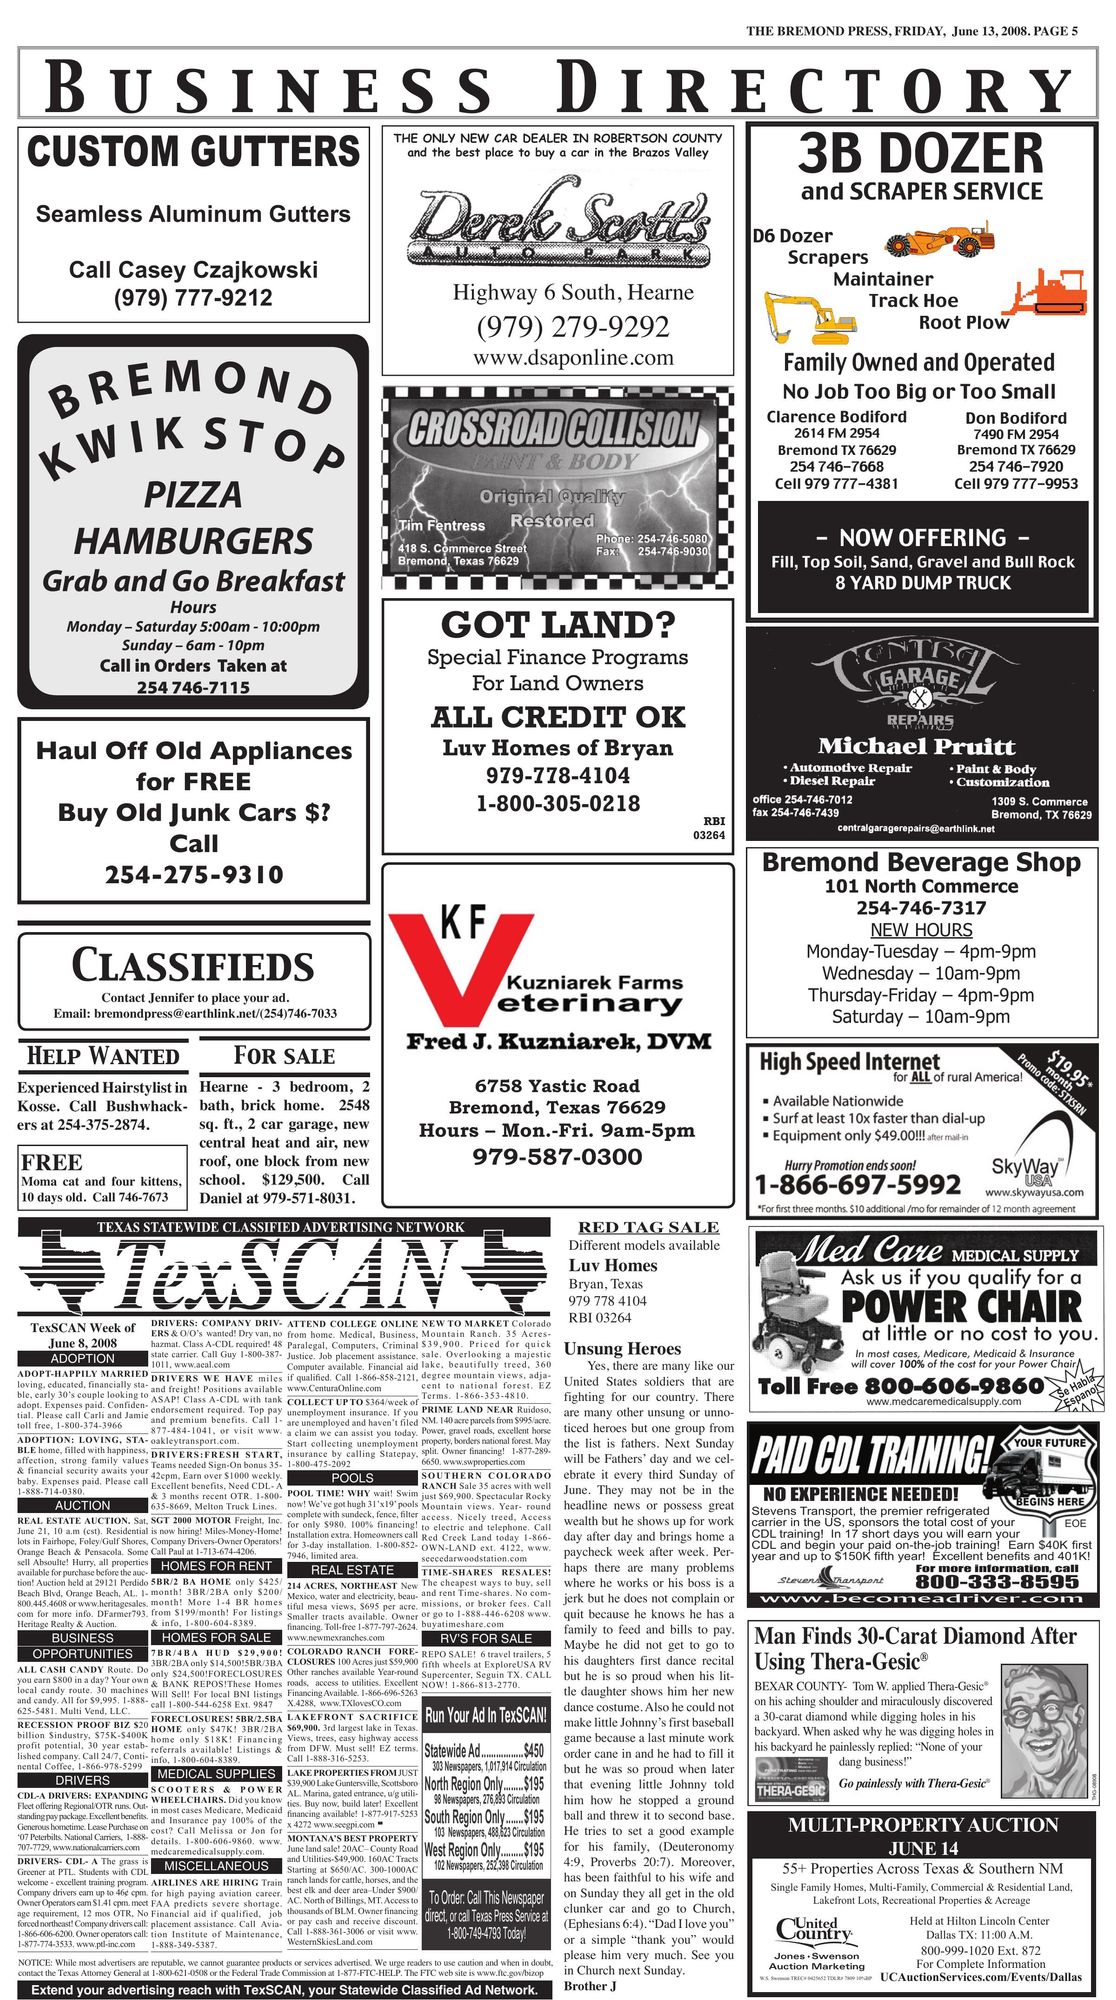 THE BREMOND PRESS, FRIDAY, June 13, 2008. PAGE 5
BUSINESS DIRECTORY
CUSTOM GUTTERS
Seamless Aluminum Gutters
Call Casey Czajkowski
(979) 777-9212
BREMOND
KWIK STOP
PIZZA
HAMBURGERS
Grab and Go Breakfast
Hours
Monday – Saturday 5:00am - 10:00pm
Sunday – 6am - 10pm
Call in Orders Taken at
254 746-7115
Haul Off Old Appliances
for FREE
Buy Old Junk Cars $?
Call
254-275-9310
CLASSIFIEDS
Contact Jennifer to place your ad.
Email: bremondpress@earthlink.net/(254)746-7033
HELP WANTED
Experienced Hairstylist in
Kosse. Call Bushwhack-
ers at 254-375-2874.
FREE
Moma cat and four kittens,
10 days old. Call 746-7673
FOR SALE
Hearne - 3 bedroom, 2
bath, brick home. 2548
sq. ft., 2 car garage, new
central heat and air, new
roof, one block from new
school. $129,500. Call
Daniel at 979-571-8031.
THE ONLY NEW CAR DEALER IN ROBERTSON COUNTY
and the best place to buy a car in the Brazos Valley
Derek Scott's
AUTO PARK
Highway 6 South, Hearne
(979) 279-9292
www.dsaponline.com
CROSSROAD COLLISION
PAINT & BODY
Original Quality
Restored
Tim Fentress
418 S. Commerce Street
Bremond, Texas 76629
Phone: 254-746-5080
Fax: 254-746-9030
GOT LAND?
Special Finance Programs
For Land Owners
ALL CREDIT OK
Luv Homes of Bryan
979-778-4104
1-800-305-0218
RBI
03264
KF
Kuzniarek Farms
Veterinary
Fred J. Kuzniarek, DVM
6758 Yastic Road
Bremond, Texas 76629
Hours – Mon.-Fri. 9am-5pm
979-587-0300
3B DOZER
and SCRAPER SERVICE
D6 Dozer
Scrapers
Maintainer
Track Hoe
Root Plow
Family Owned and Operated
No Job Too Big or Too Small
Clarence Bodiford
2614 FM 2954
Bremond TX 76629
254 746-7668
Cell 979 777-4381
Don Bodiford
7490 FM 2954
Bremond TX 76629
254 746-7920
Cell 979 777-9953
- NOW OFFERING -
Fill, Top Soil, Sand, Gravel and Bull Rock
8 YARD DUMP TRUCK
CENTRAL
GARAGE
REPAIRS
Michael Pruitt
• Automotive Repair
• Diesel Repair
• Paint & Body
• Customization
office 254-746-7012
fax 254-746-7439
1309 S. Commerce
Bremond, TX 76629
centralgaragerepairs@earthlink.net
Bremond Beverage Shop
101 North Commerce
254-746-7317
NEW HOURS
Monday-Tuesday – 4pm-9pm
Wednesday – 10am-9pm
Thursday-Friday – 4pm-9pm
Saturday – 10am-9pm
High Speed Internet
for ALL of rural America!
$19.95*
month
Promo code: STXSRN
▪ Available Nationwide
▪ Surf at least 10x faster than dial-up
▪ Equipment only $49.00!!! after mail-in
Hurry Promotion ends soon!
1-866-697-5992
SkyWay
USA
www.skywayusa.com
*For first three months. $10 additional /mo for remainder of 12 month agreement
Med Care MEDICAL SUPPLY
Ask us if you qualify for a
POWER CHAIR
at little or no cost to you.
In most cases, Medicare, Medicaid & Insurance
will cover 100% of the cost for your Power Chair
Toll Free 800-606-9860
www.medcaremedicalsupply.com
Se Habla
Espanol
PAID CDL TRAINING!
YOUR FUTURE
BEGINS HERE
NO EXPERIENCE NEEDED!
Stevens Transport, the premier refrigerated
carrier in the US, sponsors the total cost of your
EOE
CDL training! In 17 short days you will earn your
CDL and begin your paid on-the-job training! Earn $40K first
year and up to $150K fifth year! Excellent benefits and 401K!
Stevens Transport
For more information, call
800-333-8595
www.becomeadriver.com
Man Finds 30-Carat Diamond After
Using Thera-Gesic®
BEXAR COUNTY- Tom W. applied Thera-Gesic®
on his aching shoulder and miraculously discovered
a 30-carat diamond while digging holes in his
backyard. When asked why he was digging holes in
his backyard he painlessly replied: “None of your
dang business!”
THERA-GESIC
Go painlessly with Thera-Gesic®
MULTI-PROPERTY AUCTION
JUNE 14
55+ Properties Across Texas & Southern NM
Single Family Homes, Multi-Family, Commercial & Residential Land,
Lakefront Lots, Recreational Properties & Acreage
United
Country
Jones • Swenson
Auction Marketing
Held at Hilton Lincoln Center
Dallas TX: 11:00 A.M.
800-999-1020 Ext. 872
For Complete Information
UCAuctionServices.com/Events/Dallas
TEXAS STATEWIDE CLASSIFIED ADVERTISING NETWORK
TexSCAN
TexSCAN Week of
June 8, 2008
ADOPTION
ADOPT-HAPPILY MARRIED
loving, educated, financially sta-
ble, early 30's couple looking to
adopt. Expenses paid. Confiden-
tial. Please call Carli and Jamie
toll free, 1-800-374-3966
ADOPTION: LOVING, STA-
BLE home, filled with happiness,
affection, strong family values
& financial security awaits your
baby. Expenses paid. Please call
1-888-714-0380.
AUCTION
REAL ESTATE AUCTION. Sat,
June 21, 10 a.m (cst). Residential
lots in Fairhope, Foley/Gulf Shores,
Orange Beach & Pensacola. Some
sell Absoulte! Hurry, all properties
available for purchase before the auc-
tion! Auction held at 29121 Perdido
Beach Blvd, Orange Beach, AL. 1-
800.445.4608 or www.heritagesales.
com for more info. DFarmer793.
Heritage Realty & Auction.
BUSINESS
OPPORTUNITIES
ALL CASH CANDY Route. Do
you earn $800 in a day? Your own
local candy route. 30 machines
and candy. All for $9,995. 1-888-
625-5481. Multi Vend, LLC.
RECESSION PROOF BIZ $20
billion $industry, $75K-$400K
profit potential, 30 year estab-
lished company. Call 24/7, Conti-
nental Coffee, 1-866-978-5299
DRIVERS
CDL-A DRIVERS: EXPANDING
Fleet offering Regional/OTR runs. Out-
standing pay package. Excellent benefits.
Generous hometime. Lease Purchase on
'07 Peterbilts. National Carriers, 1-888-
707-7729, www.nationalcarriers.com
DRIVERS- CDL- A The grass is
greener at PTL. Students with CDL
welcome - excellent training program.
Company drivers earn up to 46¢ cpm.
Owner Operators earn $1.41 cpm. meet
age requirement, 12 mos OTR, No
forced northeast! Company drivers call:
1-866-606-6200. Owner operators call:
1-877-774-3533. www.ptl-inc.com
DRIVERS: COMPANY DRIV-
ERS & O/O's wanted! Dry van, no
hazmat. Class A-CDL required! 48
state carrier. Call Guy 1-800-387-
1011, www.aeal.com
DRIVERS WE HAVE miles
and freight! Positions available
ASAP! Class A-CDL with tank
endorsement required. Top pay
and premium benefits. Call 1-
877-484-1041, or visit www.
oakleytransport.com.
DRIVERS:FRESH START,
Teams needed Sign-On bonus 35-
42cpm, Earn over $1000 weekly.
Excellent benefits, Need CDL- A
& 3 months recent OTR. 1-800-
635-8669, Melton Truck Lines.
SGT 2000 MOTOR Freight, Inc.
is now hiring! Miles-Money-Home!
Company Drivers-Owner Operators!
Call Paul at 1-713-674-4206.
HOMES FOR RENT
5BR/2 BA HOME only $425/
month! 3BR/2BA only $200/
month! More 1-4 BR homes
from $199/month! For listings
& info, 1-800-604-8389.
HOMES FOR SALE
7BR/4BA HUD $29,900!
3BR/2BA only $14,500!5BR/3BA
only $24,500!FORECLOSURES
& BANK REPOS!These Homes
Will Sell! For local BNI listings
call 1-800-544-6258 Ext. 9847
FORECLOSURES! 5BR/2.5BA
HOME only $47K! 3BR/2BA
home only $18K! Financing
referrals available! Listings &
info, 1-800-604-8389.
MEDICAL SUPPLIES
SCOOTERS & POWER
WHEELCHAIRS. Did you know
in most cases Medicare, Medicaid
and Insurance pay 100% of the
cost? Call Melissa or Jon for
details. 1-800-606-9860. www.
medcaremedicalsupply.com.
MISCELLANEOUS
AIRLINES ARE HIRING Train
for high paying aviation career.
FAA predicts severe shortage.
Financial aid if qualified, job
placement assistance. Call Avia-
tion Institute of Maintenance,
1-888-349-5387.
ATTEND COLLEGE ONLINE
from home. Medical, Business,
Paralegal, Computers, Criminal
Justice. Job placement assistance.
Computer available. Financial aid
if qualified. Call 1-866-858-2121,
www.CenturaOnline.com
COLLECT UP TO $364/week of
unemployment insurance. If you
are unemployed and haven't filed
a claim we can assist you today.
Start collecting unemployment
insurance by calling Statepay,
1-800-475-2092
POOLS
POOL TIME! WHY wait! Swim
now! We've got hugh 31'x19' pools
complete with sundeck, fence, filter
for only $980. 100% financing!
Installation extra. Homeowners call
for 3-day installation. 1-800-852-
7946, limited area.
REAL ESTATE
214 ACRES, NORTHEAST New
Mexico, water and electricity, beau-
tiful mesa views, $695 per acre.
Smaller tracts available. Owner
financing. Toll-free 1-877-797-2624.
www.newmexranches.com
COLORADO RANCH FORE-
CLOSURES 100 Acres just $59,900
Other ranches available Year-round
roads, access to utilities. Excellent
Financing Available. 1-866-696-5263
X.4288, www.TXlovesCO.com
LAKEFRONT SACRIFICE
$69,900. 3rd largest lake in Texas.
Views, trees, easy highway access
from DFW. Must sell! EZ terms.
Call 1-888-316-5253.
LAKE PROPERTIES FROM JUST
$39,900 Lake Guntersville, Scottsboro
AL. Marina, gated entrance, u/g utili-
ties. Buy now, build later! Excellent
financing available! 1-877-917-5253
x 4272 www.seegpi.com
MONTANA'S BEST PROPERTY
June land sale! 20AC– County Road
and Utilities-$49,900. 160AC Tracts
Starting at $650/AC. 300-1000AC
ranch lands for cattle, horses, and the
best elk and deer area–Under $900/
AC. North of Billings, MT. Access to
thousands of BLM. Owner financing
or pay cash and receive discount.
Call 1-888-361-3006 or visit www.
WesternSkiesLand.com
NEW TO MARKET Colorado
Mountain Ranch. 35 Acres-
$39,900. Priced for quick
sale. Overlooking a majestic
lake, beautifully treed, 360
degree mountain views, adja-
cent to national forest. EZ
Terms. 1-866-353-4810.
PRIME LAND NEAR Ruidoso,
NM. 140 acre parcels from $995/acre.
Power, gravel roads, excellent horse
property, borders national forest. May
split. Owner financing! 1-877-289-
6650. www.swproperties.com
SOUTHERN COLORADO
RANCH Sale 35 acres with well
just $69,900. Spectacular Rocky
Mountain views. Year- round
access. Nicely treed, Access
to electric and telephone. Call
Red Creek Land today 1-866-
OWN-LAND ext. 4122, www.
seecedarwoodstation.com
TIME-SHARES RESALES!
The cheapest ways to buy, sell
and rent Time-shares. No com-
missions, or broker fees. Call
or go to 1-888-446-6208 www.
buyatimeshare.com
RV'S FOR SALE
REPO SALE! 6 travel trailers, 5
fifth wheels at ExploreUSA RV
Supercenter, Seguin TX. CALL
NOW! 1-866-813-2770.
Run Your Ad In TexSCAN!
Statewide Ad..............$450
303 Newspapers, 1,017,914 Circulation
North Region Only.......$195
98 Newspapers, 276,893 Circulation
South Region Only......$195
103 Newspapers, 488,623 Circulation
West Region Only.......$195
102 Newspapers, 252,398 Circulation
To Order: Call This Newspaper
direct, or call Texas Press Service at
1-800-749-4793 Today!
NOTICE: While most advertisers are reputable, we cannot guarantee products or services advertised. We urge readers to use caution and when in doubt,
contact the Texas Attorney General at 1-800-621-0508 or the Federal Trade Commission at 1-877-FTC-HELP. The FTC web site is www.ftc.gov/bizop
Extend your advertising reach with TexSCAN, your Statewide Classified Ad Network.
RED TAG SALE
Different models available
Luv Homes
Bryan, Texas
979 778 4104
RBI 03264
Unsung Heroes
Yes, there are many like our
United States soldiers that are
fighting for our country. There
are many other unsung or unno-
ticed heroes but one group from
the list is fathers. Next Sunday
will be Fathers' day and we cel-
ebrate it every third Sunday of
June. They may not be in the
headline news or possess great
wealth but he shows up for work
day after day and brings home a
paycheck week after week. Per-
haps there are many problems
where he works or his boss is a
jerk but he does not complain or
quit because he knows he has a
family to feed and bills to pay.
Maybe he did not get to go to
his daughters first dance recital
but he is so proud when his lit-
tle daughter shows him her new
dance costume. Also he could not
make little Johnny's first baseball
game because a last minute work
order cane in and he had to fill it
but he was so proud when later
that evening little Johnny told
him how he stopped a ground
ball and threw it to second base.
He tries to set a good example
for his family, (Deuteronomy
4:9, Proverbs 20:7). Moreover,
has been faithful to his wife and
on Sunday they all get in the old
clunker car and go to Church,
(Ephesians 6:4). “Dad I love you”
or a simple “thank you” would
please him very much. See you
in Church next Sunday.
Brother J